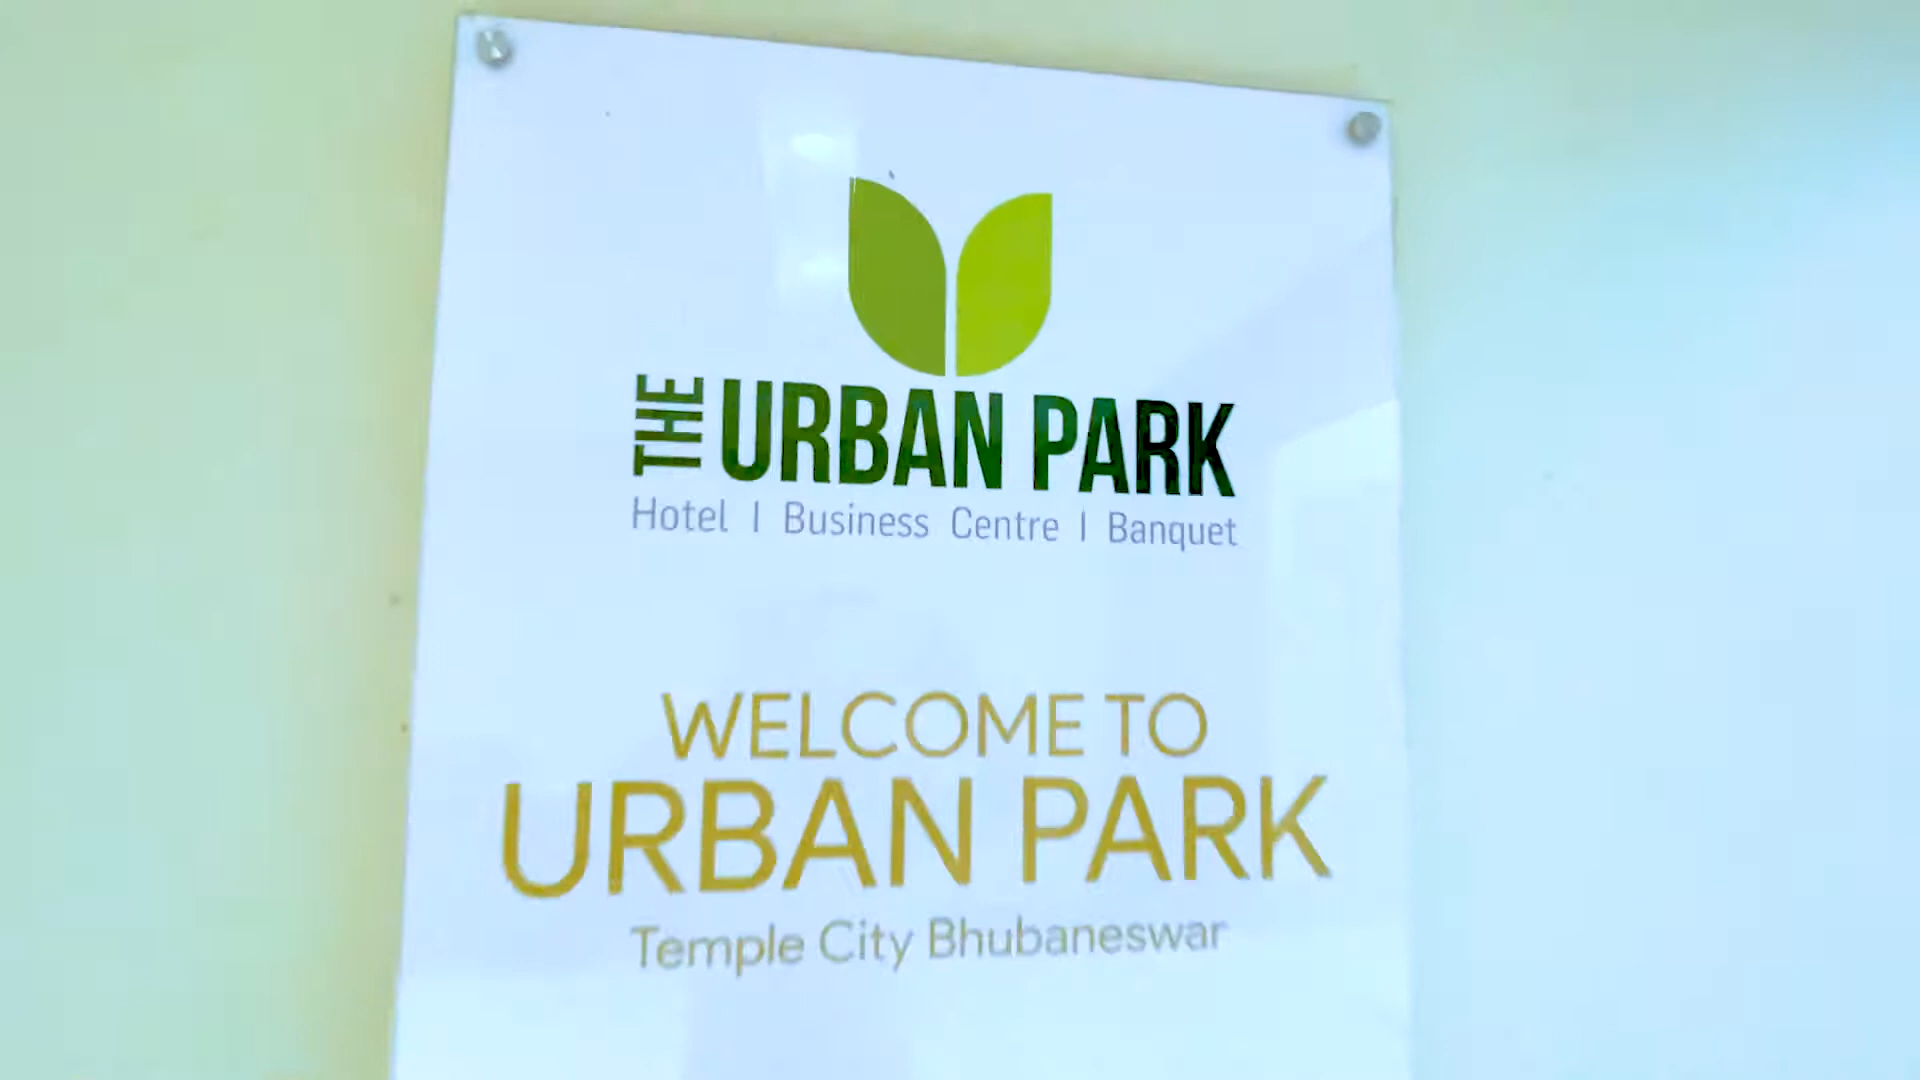 THE URBAN PARK
Hotel | Business Centre | Banquet
WELCOME TO
URBAN PARK
Temple City Bhubaneswar